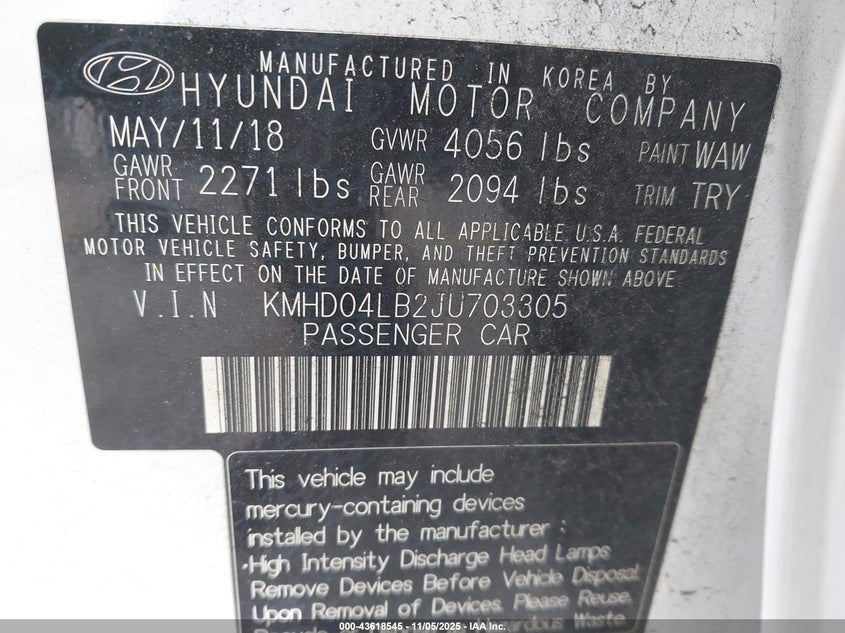 MANUFACTURED IN KOREA BY
HYUNDAI MOTOR COMPANY
MAY/11/18 GVWR 4056 lbs PAINT WAW
GAWR FRONT 2271 lbs GAWR REAR 2094 lbs TRIM TRY
THIS VEHICLE CONFORMS TO ALL APPLICABLE U.S.A. FEDERAL
MOTOR VEHICLE SAFETY, BUMPER, AND THEFT PREVENTION STANDARDS
IN EFFECT ON THE DATE OF MANUFACTURE SHOWN ABOVE
V.I.N KMHD04LB2JU703305
PASSENGER CAR
This vehicle may include
mercury-containing devices
installed by the manufacturer :
·High Intensity Discharge Head Lamps
Remove Devices Before Vehicle Disposal.
Upon Removal of Devices, Please Reuse,
Waste.
000-43618545 - 11/05/2025 - IAA Inc.